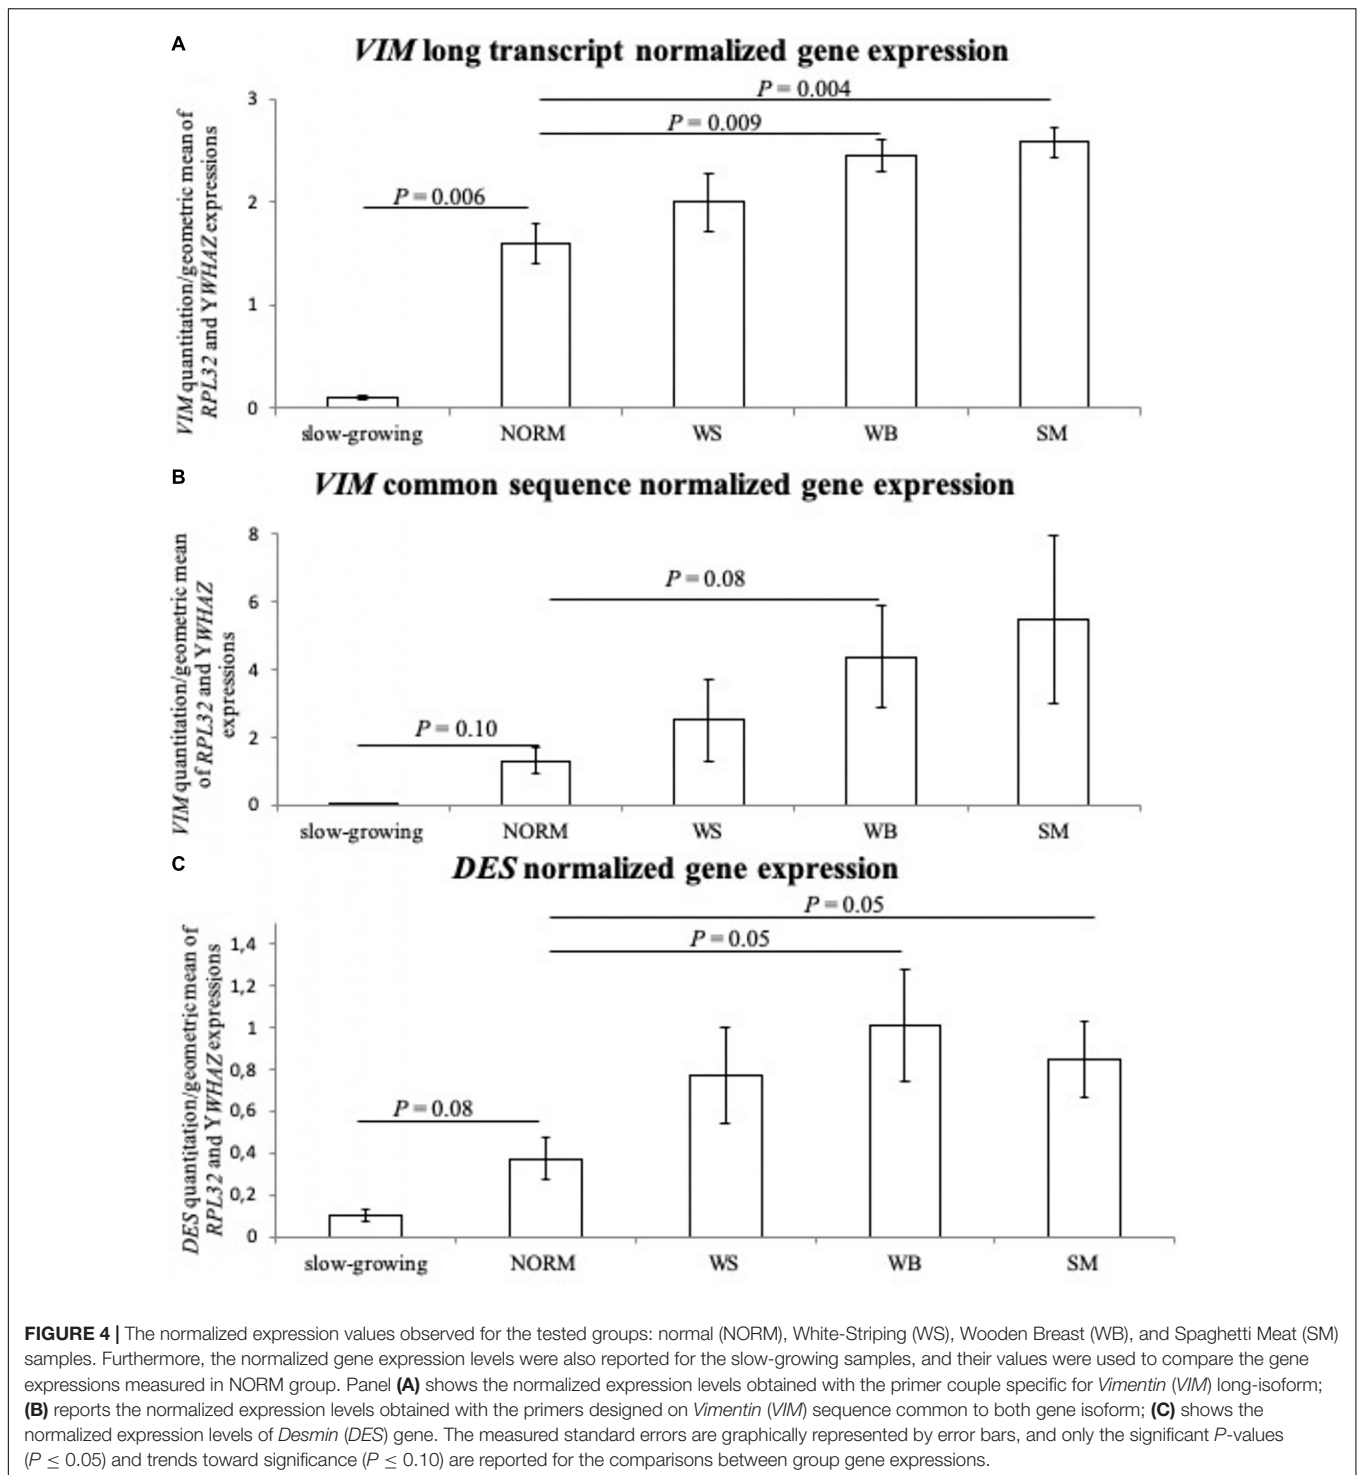 A
VIM long transcript normalized gene expression
P = 0.004
P = 0.009
P = 0.006
VIM quantitation/geometric mean of
RPL32 and YWHAZ expressions
3
2
1
0
slow-growing NORM WS WB SM
B
VIM common sequence normalized gene expression
P = 0.08
P = 0.10
VIM quantitation/geometric mean
of RPL32 and YWHAZ
expressions
8
6
4
2
0
slow-growing NORM WS WB SM
C
DES normalized gene expression
P = 0.05
P = 0.05
P = 0.08
DES quantitation/geometric mean of
RPL32 and YWHAZ expressions
1,4
1,2
1
0,8
0,6
0,4
0,2
0
slow-growing NORM WS WB SM
FIGURE 4 | The normalized expression values observed for the tested groups: normal (NORM), White-Striping (WS), Wooden Breast (WB), and Spaghetti Meat (SM)
samples. Furthermore, the normalized gene expression levels were also reported for the slow-growing samples, and their values were used to compare the gene
expressions measured in NORM group. Panel (A) shows the normalized expression levels obtained with the primer couple specific for Vimentin (VIM) long-isoform;
(B) reports the normalized expression levels obtained with the primers designed on Vimentin (VIM) sequence common to both gene isoform; (C) shows the
normalized expression levels of Desmin (DES) gene. The measured standard errors are graphically represented by error bars, and only the significant P-values
(P ≤ 0.05) and trends toward significance (P ≤ 0.10) are reported for the comparisons between group gene expressions.